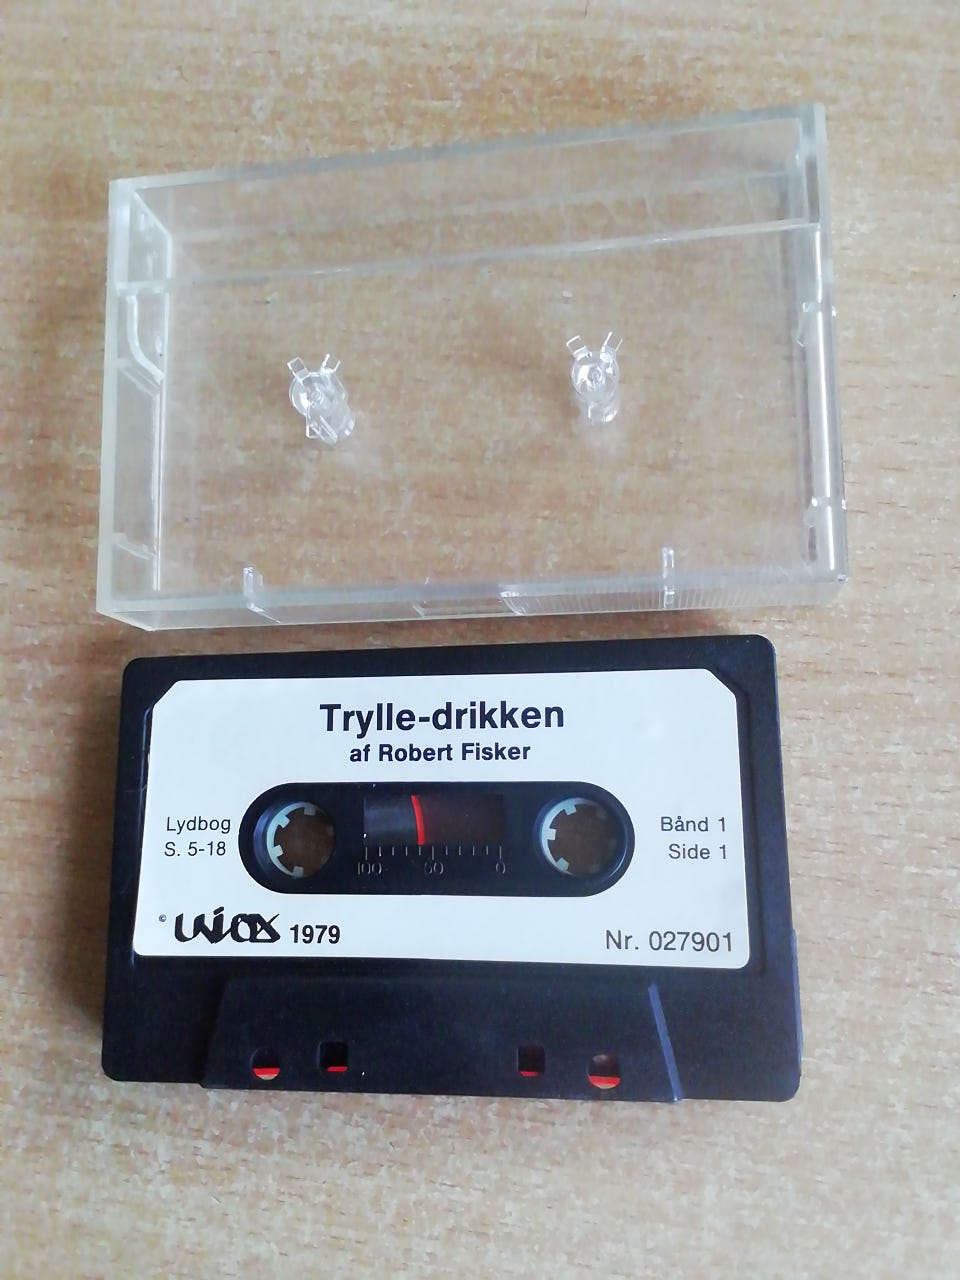 Trylle-drikken
af Robert Fisker
Lydbog
S. 5-18
100 50 0
Bånd 1
Side 1
© 1979
Nr. 027901